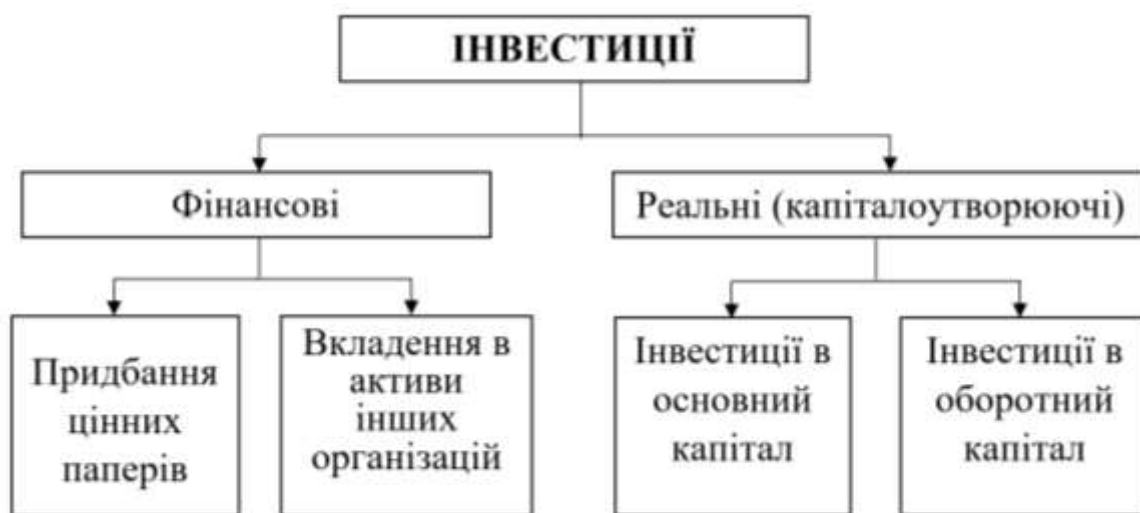 ІНВЕСТИЦІЇ
Фінансові
Реальні (капіталоутворюючі)
Придбання
цінних
паперів
Вкладення в
активи
інших
організацій
Інвестиції в
основний
капітал
Інвестиції в
оборотний
капітал